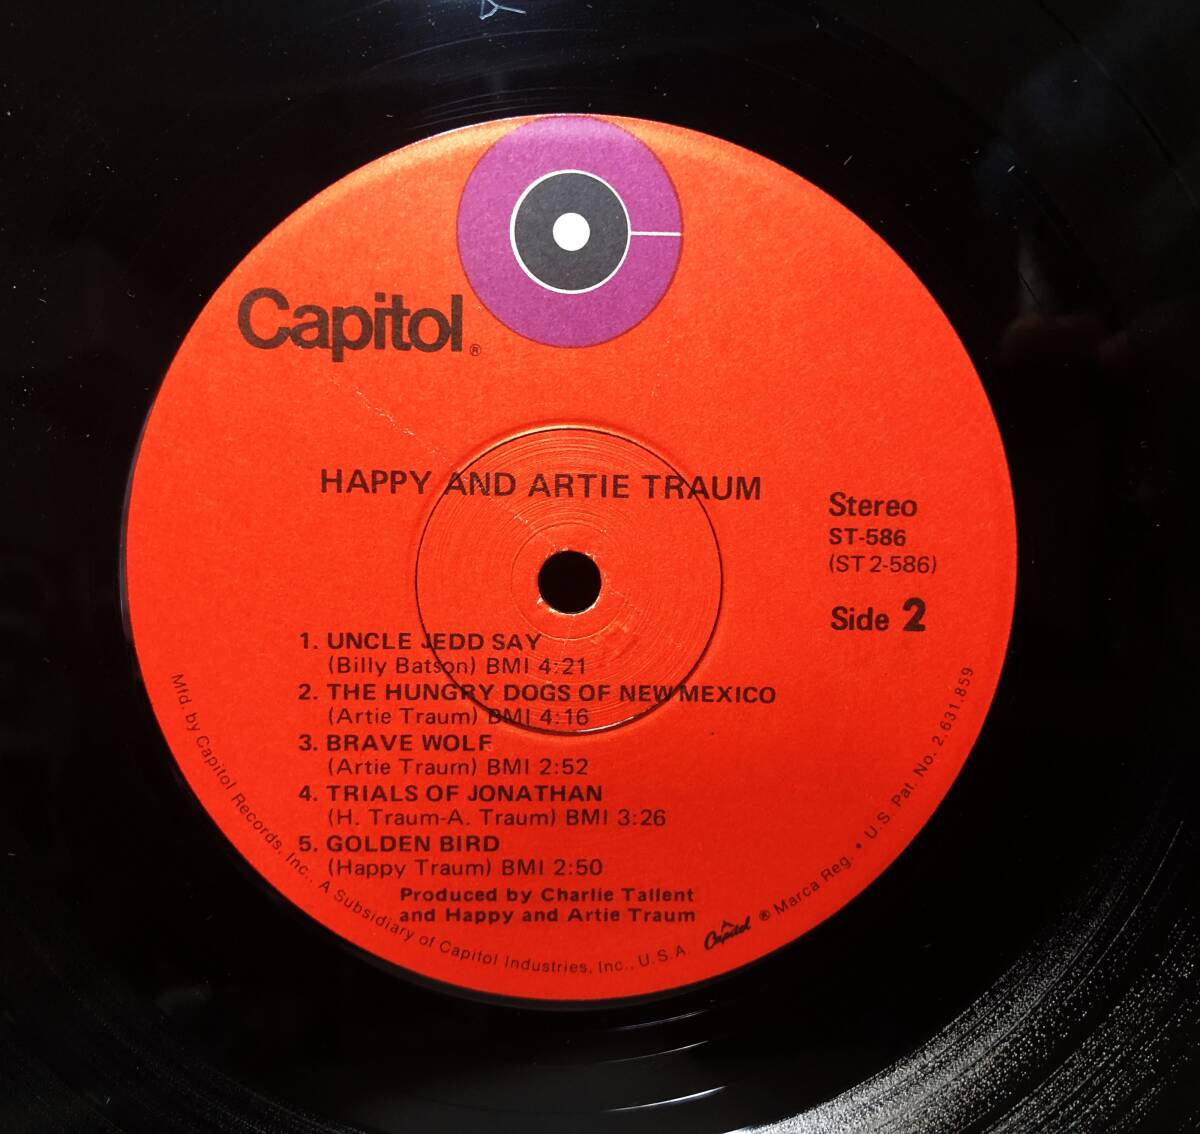 Capitol®
HAPPY AND ARTIE TRAUM
Stereo
ST-586
(ST 2-586)
Side 2
1. UNCLE JEDD SAY
(Billy Batson) BMI 4:21
2. THE HUNGRY DOGS OF NEW MEXICO
(Artie Traum) BMI 4:16
3. BRAVE WOLF
(Artie Traum) BMI 2:52
4. TRIALS OF JONATHAN
(H. Traum-A. Traum) BMI 3:26
5. GOLDEN BIRD
(Happy Traum) BMI 2:50
Produced by Charlie Tallent
and Happy and Artie Traum
Mfd. by Capitol Records, Inc., A Subsidiary of Capitol Industries, Inc., U.S.A. Capitol ® Marca Reg. • U.S. Pat. No. 2.631.859